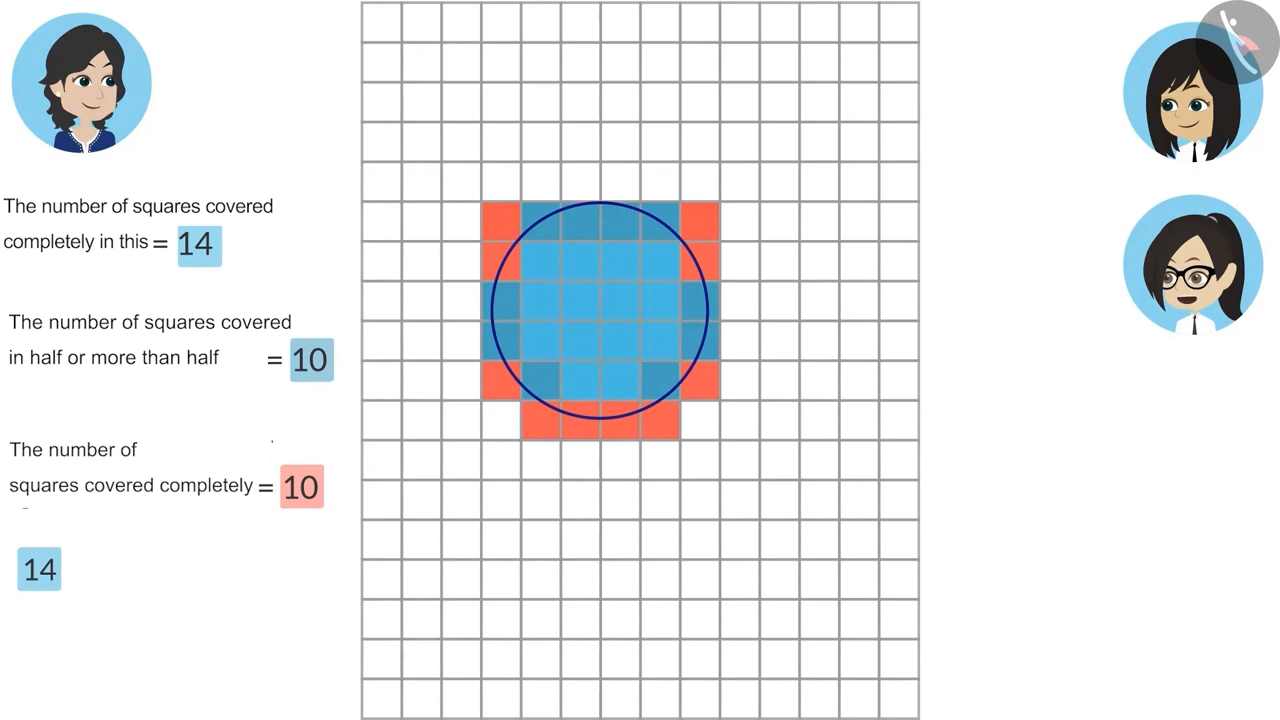 The number of squares covered
completely in this = 14
The number of squares covered
in half or more than half = 10
The number of
squares covered completely = 10
14